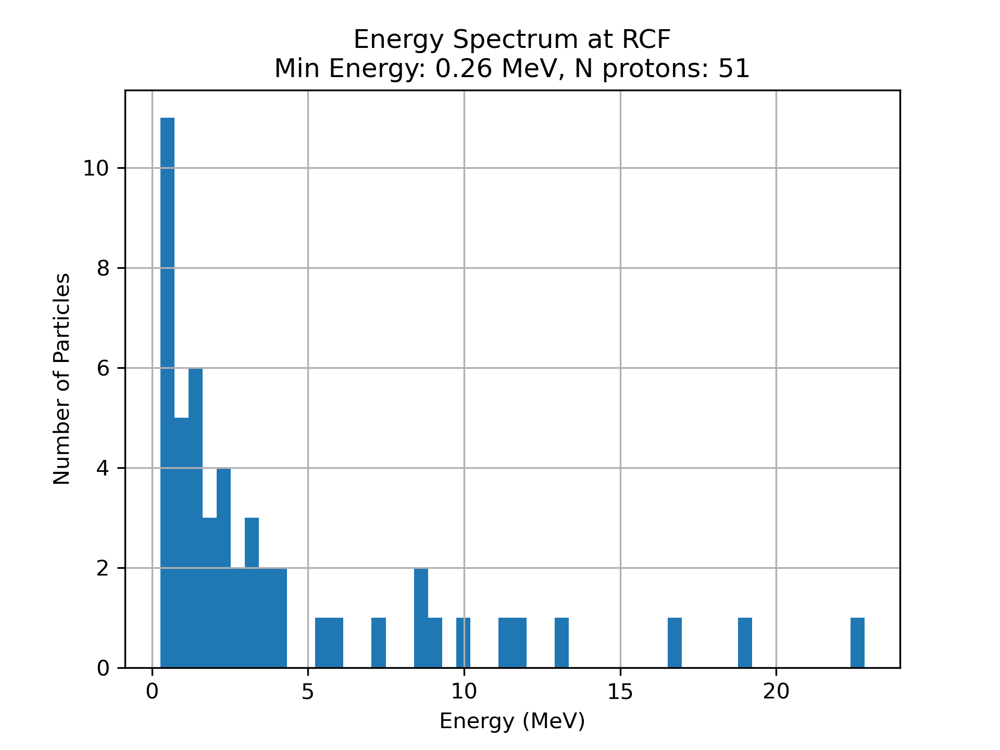 Energy Spectrum at RCF
Min Energy: 0.26 MeV, N protons: 51
Number of Particles
10
8
6
4
2
0
0 5 10 15 20
Energy (MeV)